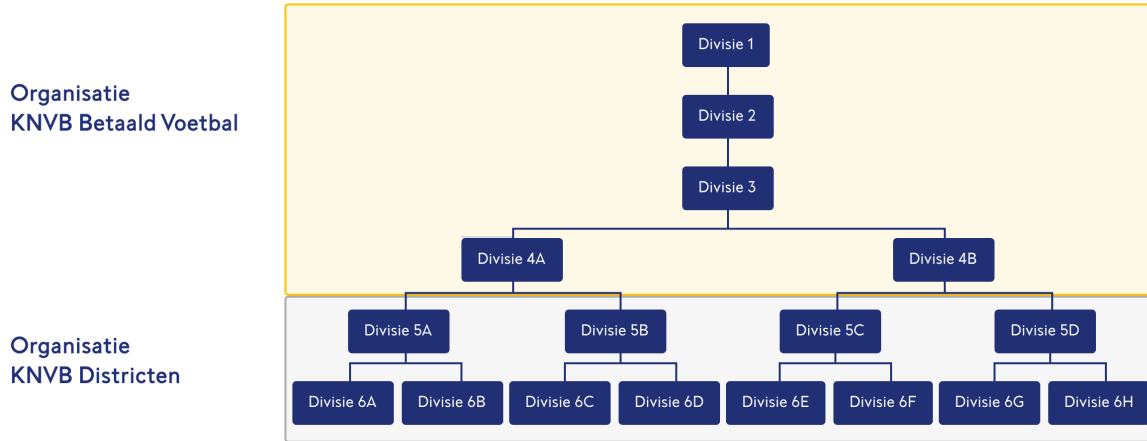 Organisatie
KNVB Betaald Voetbal
Divisie 1
Divisie 2
Divisie 3
Divisie 4A
Divisie 4B
Organisatie
KNVB Districten
Divisie 5A
Divisie 5B
Divisie 5C
Divisie 5D
Divisie 6A
Divisie 6B
Divisie 6C
Divisie 6D
Divisie 6E
Divisie 6F
Divisie 6G
Divisie 6H